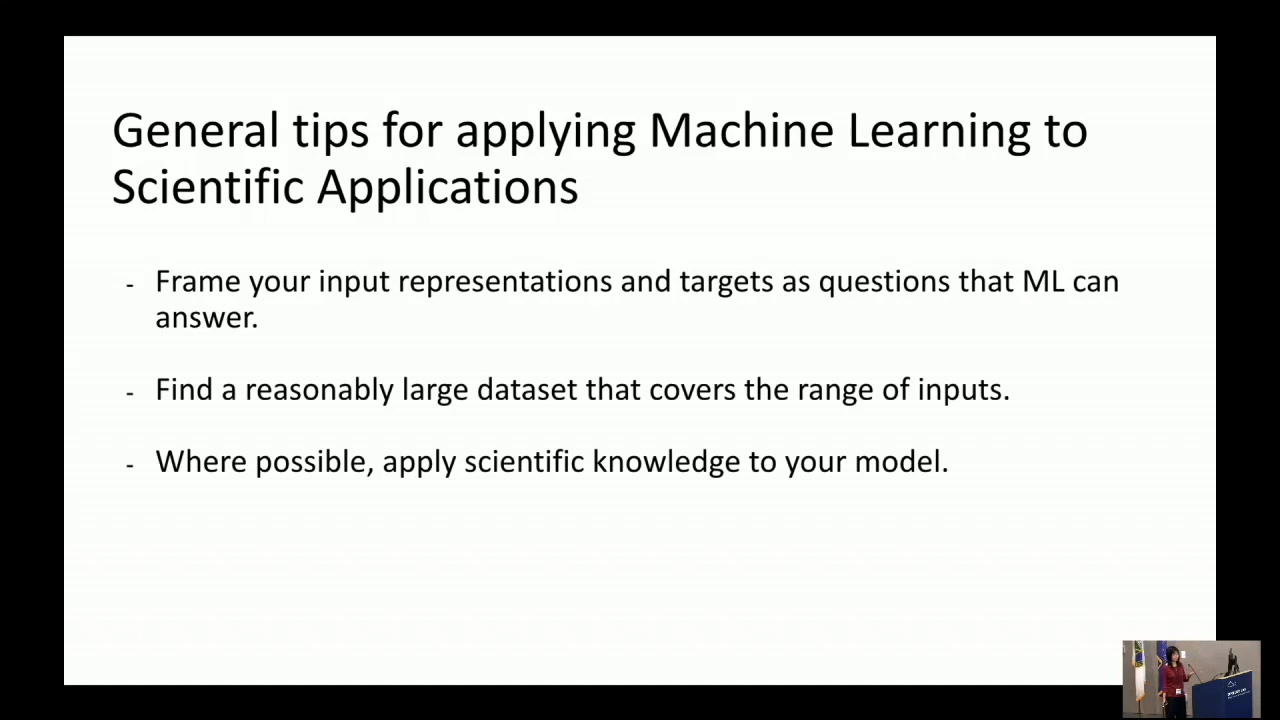 General tips for applying Machine Learning to
Scientific Applications
- Frame your input representations and targets as questions that ML can
answer.
- Find a reasonably large dataset that covers the range of inputs.
- Where possible, apply scientific knowledge to your model.